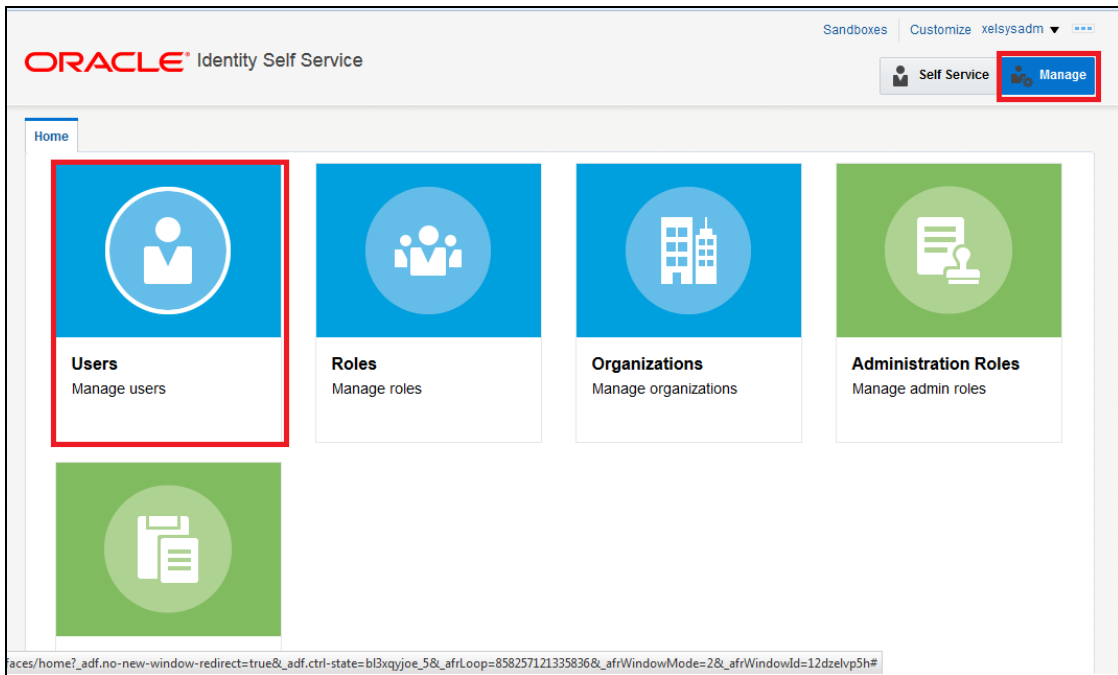 Sandboxes Customize xelsysadm
ORACLE® Identity Self Service
Self Service Manage
Home
Users Roles Organizations Administration Roles
Manage users Manage roles Manage organizations Manage admin roles
faces/home?_adf.no-new-window-redirect=true&_adf.ctrl-state=bl3xqyjoe_5&_afrLoop=858257121335836&_afrWindowMode=2&_afrWindowId=12dzelvp5h#